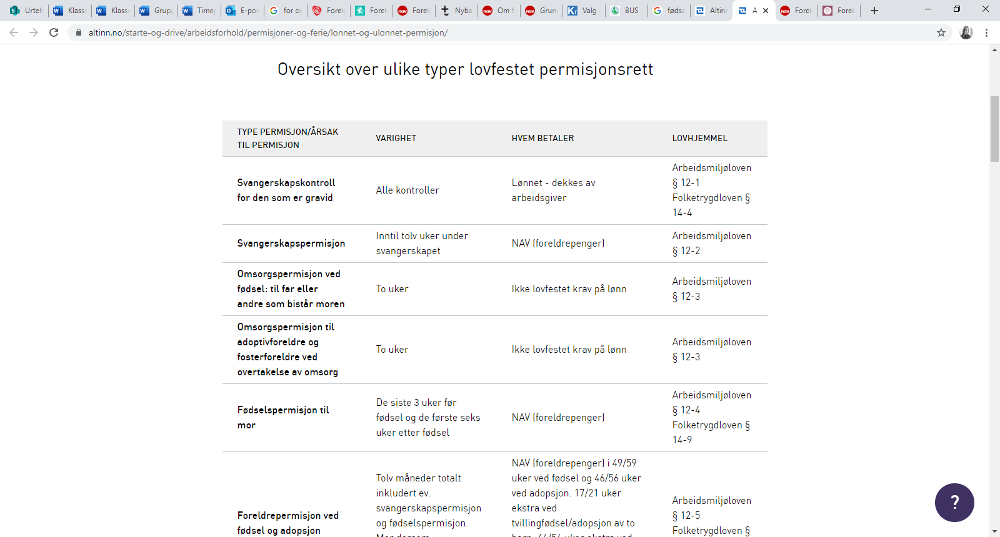 Urteh
Klasse
Klasse
Grupp
Timep
E-pos
for og
Forel
Forel
Forel
Nyba
Om f
Grun
Valg
BUS -
fødse
Altinn
A
Forel
Forel
altinn.no/starte-og-drive/arbeidsforhold/permisjoner-og-ferie/lonnet-og-ulonnet-permisjon/
Oversikt over ulike typer lovfestet permisjonsrett
TYPE PERMISJON/ÅRSAK
TIL PERMISJON
VARIGHET
HVEM BETALER
LOVHJEMMEL
Svangerskapskontroll
for den som er gravid
Alle kontroller
Lønnet - dekkes av
arbeidsgiver
Arbeidsmiljøloven
§ 12-1
Folketrygdloven §
14-4
Svangerskapspermisjon
Inntil tolv uker under
svangerskapet
NAV (foreldrepenger)
Arbeidsmiljøloven
§ 12-2
Omsorgspermisjon ved
fødsel: til far eller
andre som bistår moren
To uker
Ikke lovfestet krav på lønn
Arbeidsmiljøloven
§ 12-3
Omsorgspermisjon til
adoptivforeldre og
fosterforeldre ved
overtakelse av omsorg
To uker
Ikke lovfestet krav på lønn
Arbeidsmiljøloven
§ 12-3
Fødselspermisjon til
mor
De siste 3 uker før
fødsel og de første seks
uker etter fødsel
NAV (foreldrepenger)
Arbeidsmiljøloven
§ 12-4
Folketrygdloven §
14-9
Foreldrepermisjon ved
fødsel og adopsjon
Tolv måneder totalt
inkludert ev.
svangerskapspermisjon
og fødselspermisjon.
NAV (foreldrepenger) i 49/59
uker ved fødsel og 46/56 uker
ved adopsjon. 17/21 uker
ekstra ved
tvillingfødsel/adopsjon av to
Arbeidsmiljøloven
§ 12-5
Folketrygdloven §
?